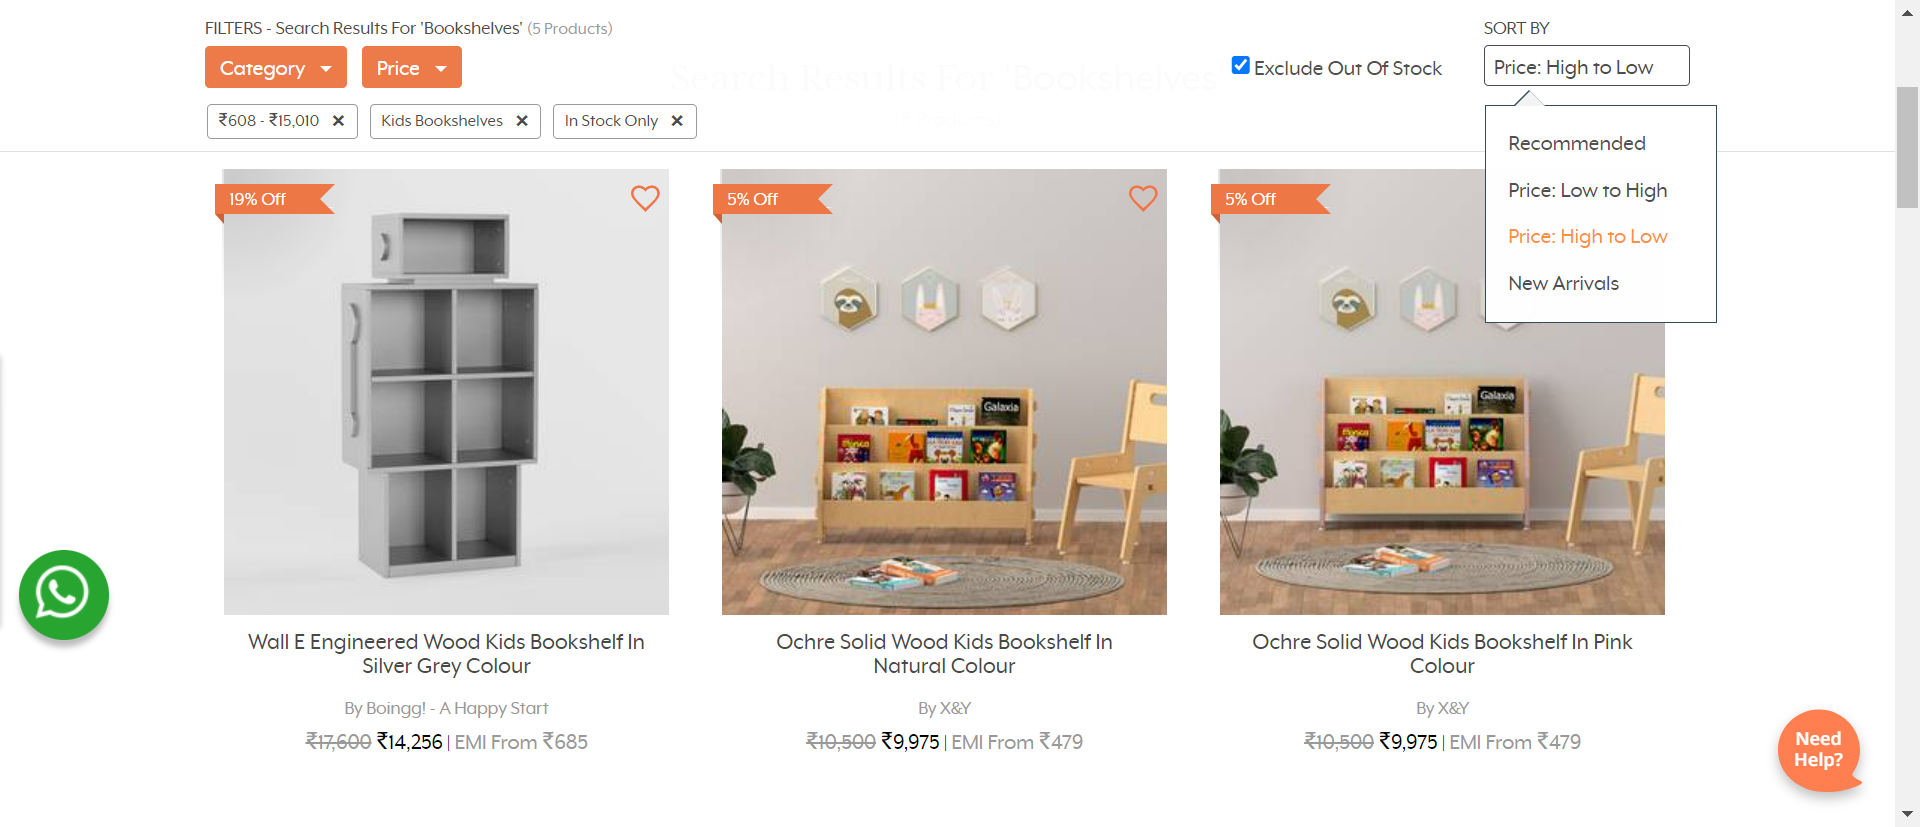 FILTERS - Search Results For 'Bookshelves' (5 Products)
SORT BY
Category
Price
Search Results For 'Bookshelves'
Exclude Out Of Stock
Price: High to Low
₹608 - ₹15,010 ×
Kids Bookshelves ×
In Stock Only ×
Recommended
Price: Low to High
Price: High to Low
New Arrivals
19% Off
5% Off
5% Off
Galaxia
Wall E Engineered Wood Kids Bookshelf In
Silver Grey Colour
By Boingg! - A Happy Start
₹17,600 ₹14,256 | EMI From ₹685
Ochre Solid Wood Kids Bookshelf In
Natural Colour
By X&Y
₹10,500 ₹9,975 | EMI From ₹479
Ochre Solid Wood Kids Bookshelf In Pink
Colour
By X&Y
₹10,500 ₹9,975 | EMI From ₹479
Need
Help?